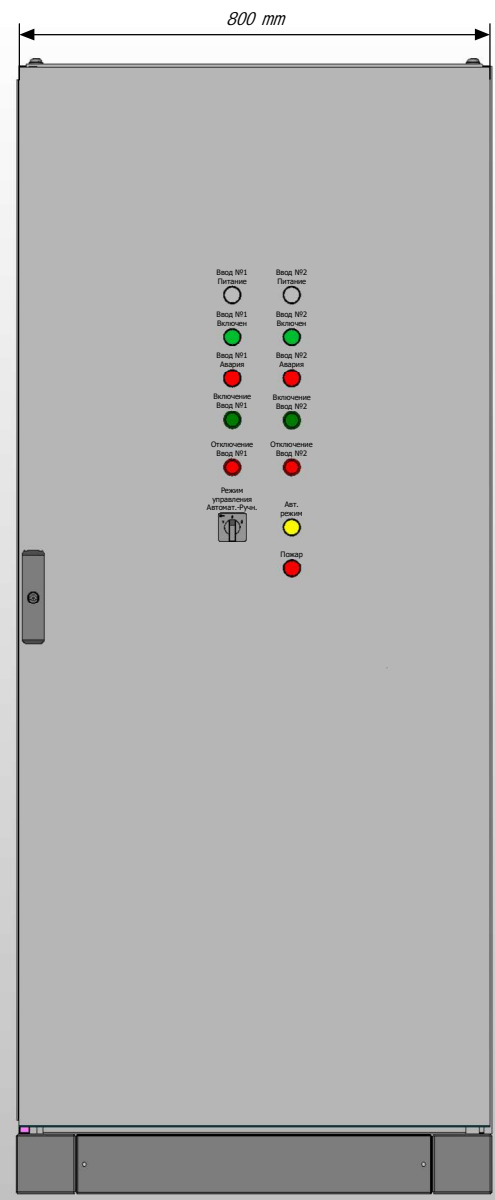 800 mm
Ввод №1
Питание
Ввод №2
Питание
Ввод №1
Включен
Ввод №2
Включен
Ввод №1
Авария
Ввод №2
Авария
Включение
Ввод №1
Включение
Ввод №2
Отключение
Ввод №1
Отключение
Ввод №2
Режим
управления
Автомат.-Ручн.
Авт.
режим
Пожар